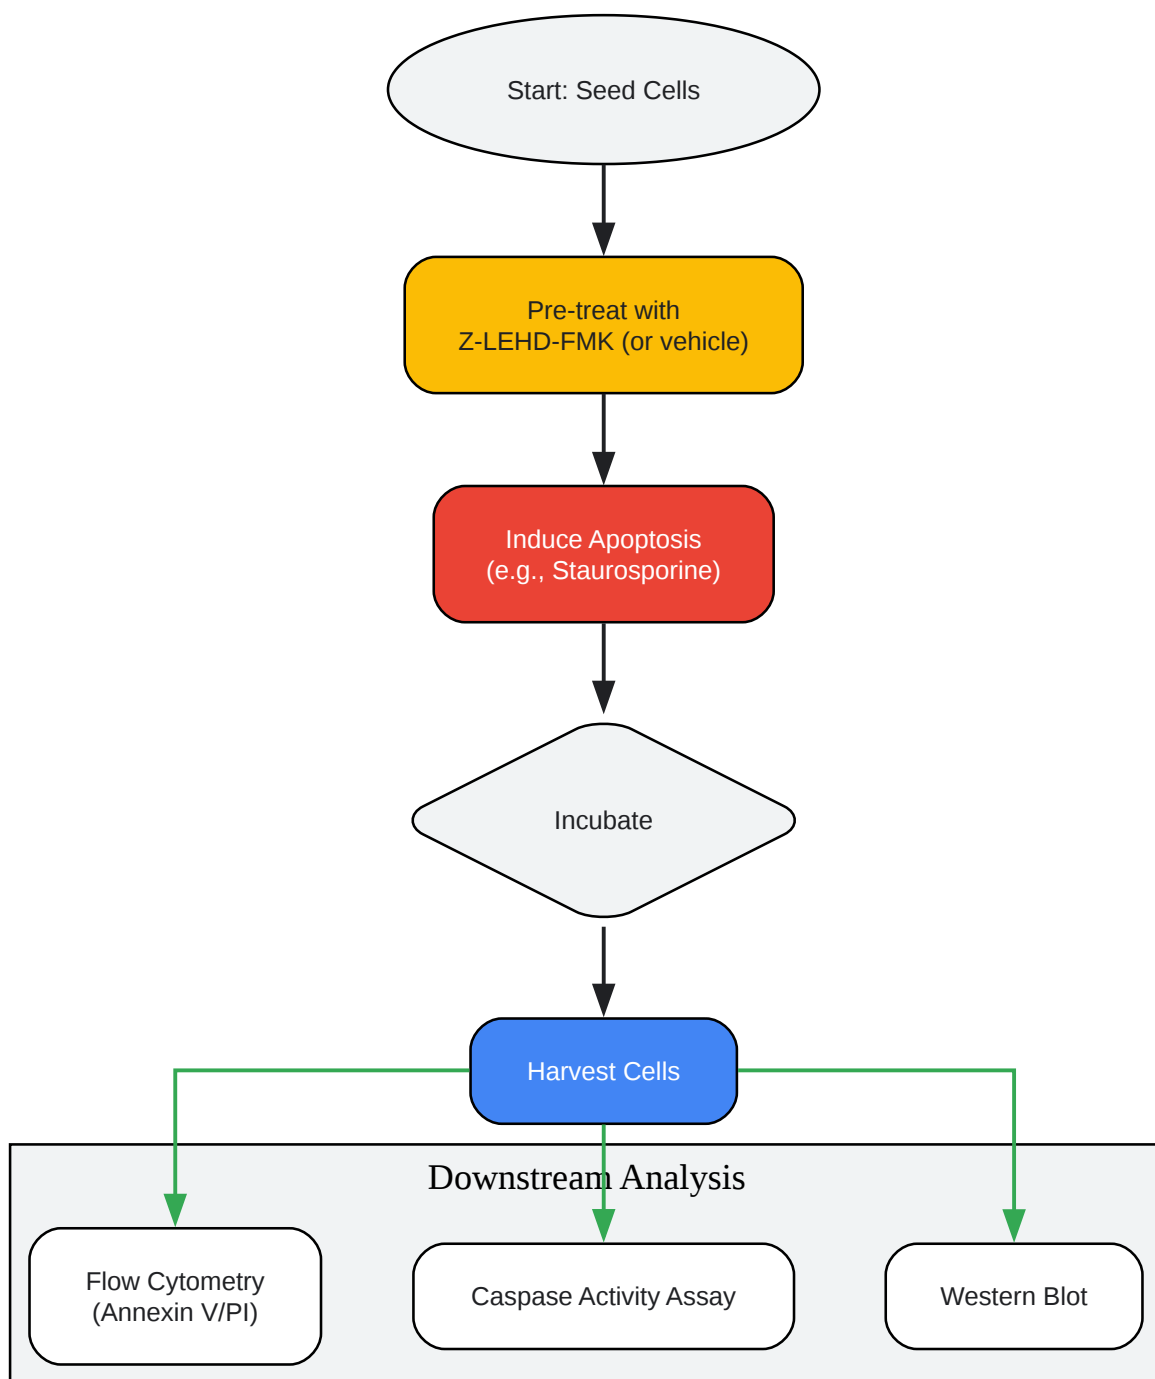 Start: Seed Cells
Pre-treat with
Z-LEHD-FMK (or vehicle)
Induce Apoptosis
(e.g., Staurosporine)
Incubate
Harvest Cells
Downstream Analysis
Flow Cytometry
(Annexin V/PI)
Caspase Activity Assay
Western Blot